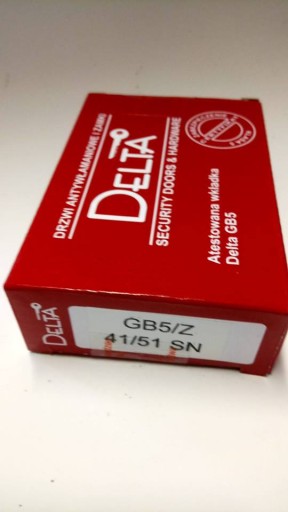 DRZWI ANTYWŁAMANIOWE I ZAMKI
DELTA
SECURITY DOORS & HARDWARE
Atestowana wkładka
Delta GB5
DELTA
GB5/Z
41/51 SN